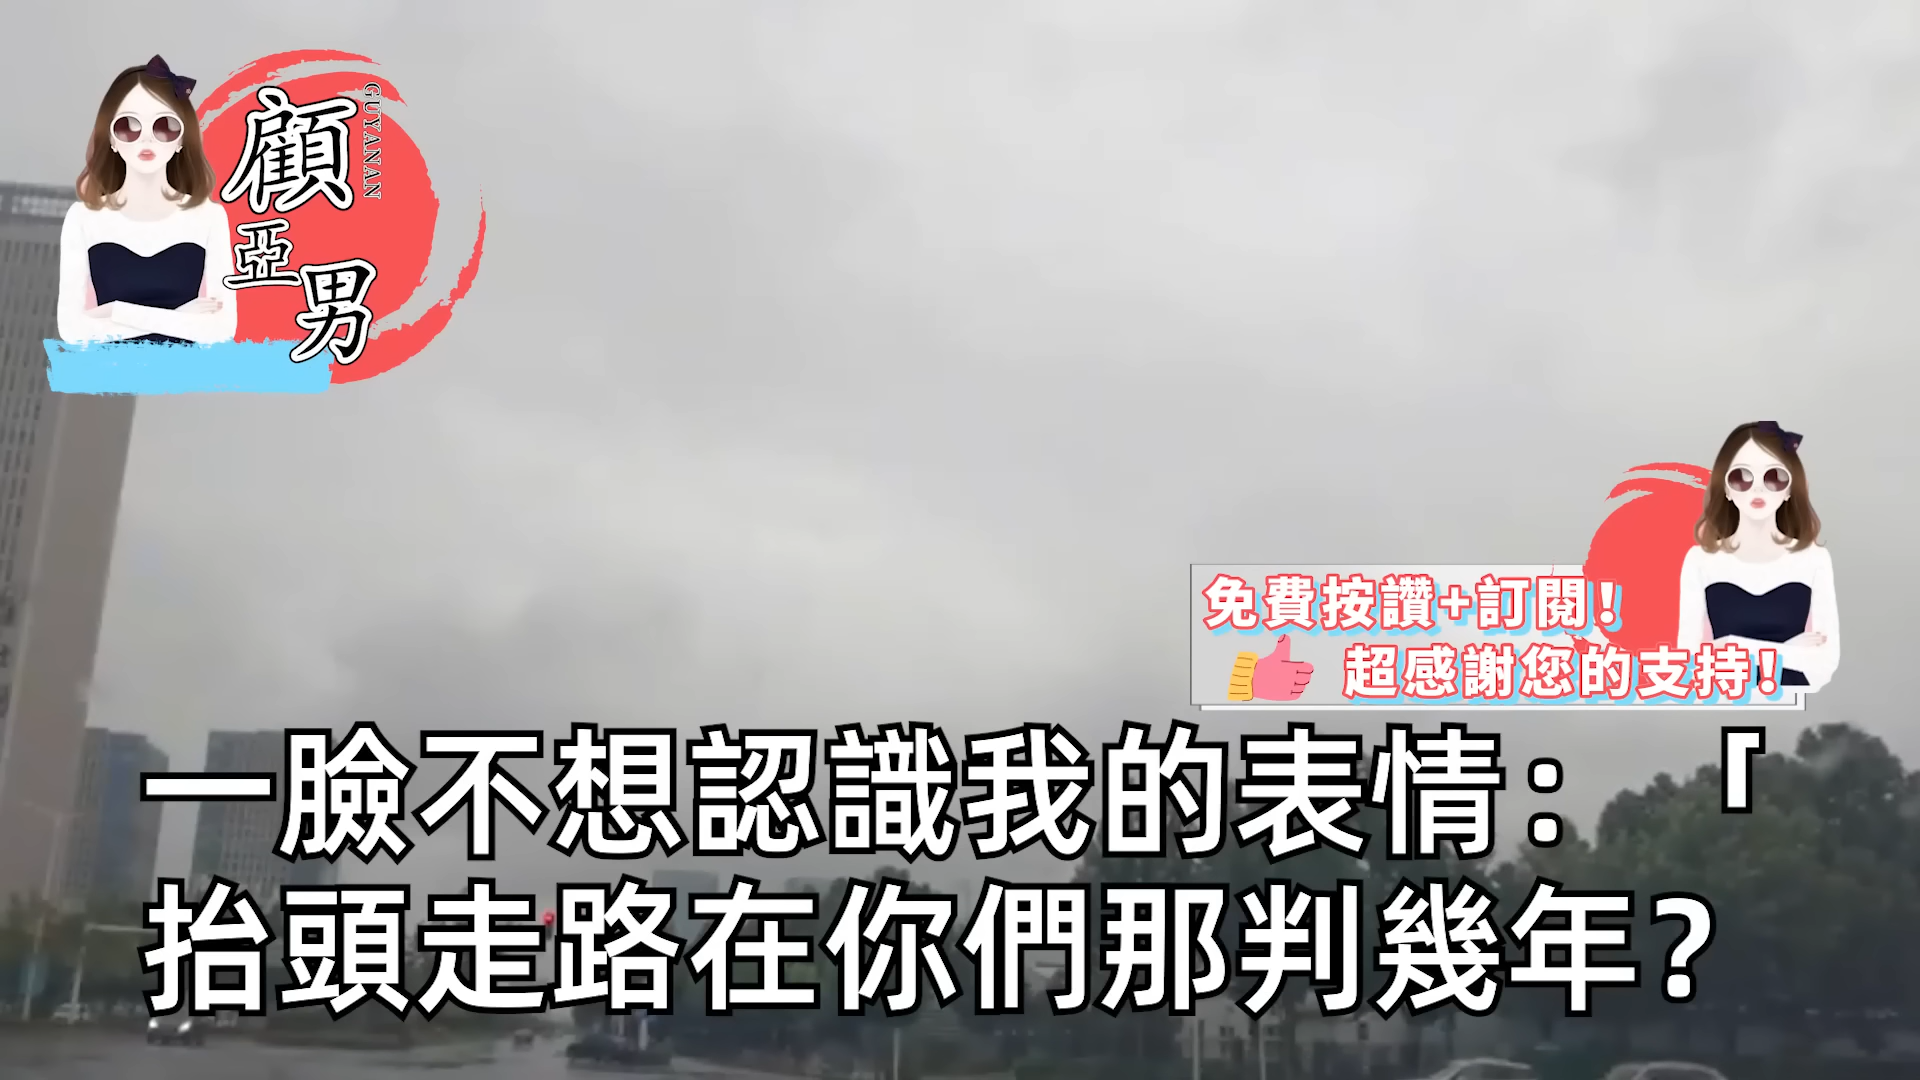 顧亞男
GUYANAN
免費按讚+訂閱！
超感謝您的支持！
一臉不想認識我的表情：「
抬頭走路在你們那判幾年？